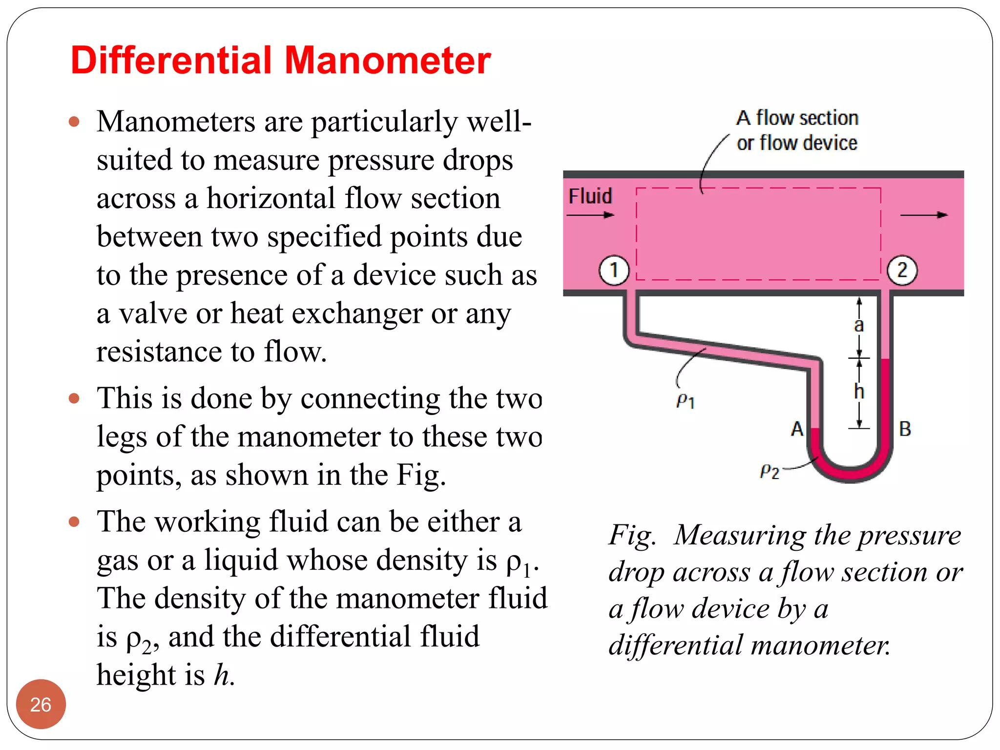 Differential Manometer
• Manometers are particularly well-
suited to measure pressure drops
across a horizontal flow section
between two specified points due
to the presence of a device such as
a valve or heat exchanger or any
resistance to flow.
• This is done by connecting the two
legs of the manometer to these two
points, as shown in the Fig.
• The working fluid can be either a
gas or a liquid whose density is ρ₁.
The density of the manometer fluid
is ρ₂, and the differential fluid
height is h.
26
A flow section
or flow device
Fluid
1
2
a
ρ₁
h
A
B
ρ₂
Fig. Measuring the pressure
drop across a flow section or
a flow device by a
differential manometer.